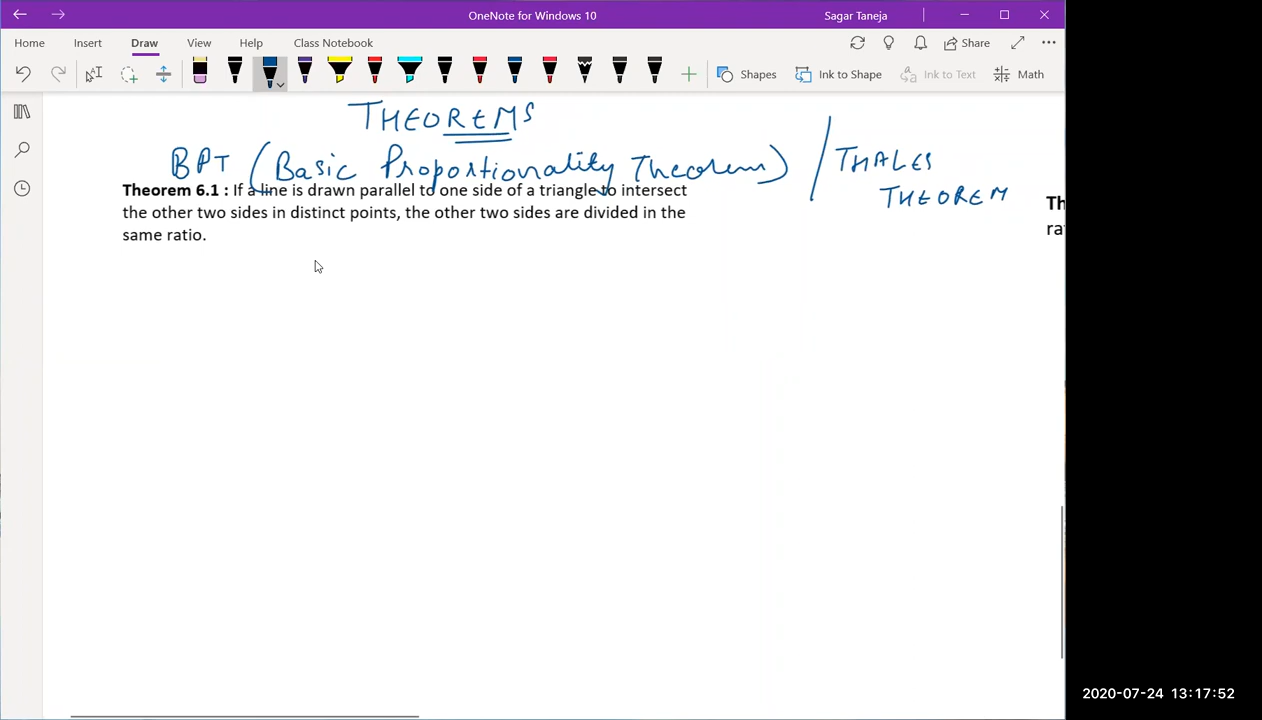 OneNote for Windows 10
Sagar Taneja
Home Insert Draw View Help Class Notebook
Share
Shapes Ink to Shape Ink to Text Math
THEOREMS
BPT (Basic Proportionality Theorem) / THALES
THEOREM
Theorem 6.1 : If a line is drawn parallel to one side of a triangle to intersect
the other two sides in distinct points, the other two sides are divided in the
same ratio.
Th
ra
2020-07-24 13:17:52